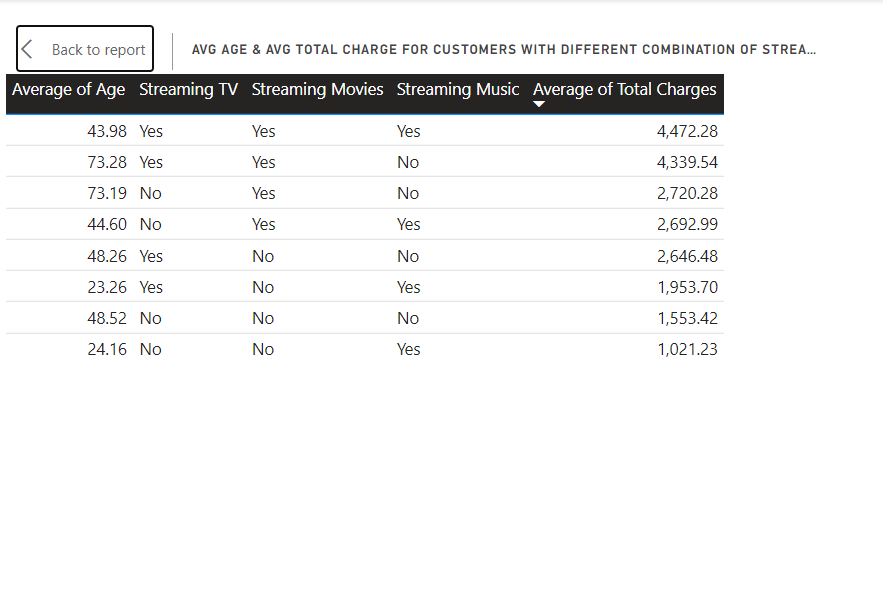 Back to report
AVG AGE & AVG TOTAL CHARGE FOR CUSTOMERS WITH DIFFERENT COMBINATION OF STREA...
Average of Age Streaming TV Streaming Movies Streaming Music Average of Total Charges
43.98 Yes Yes Yes 4,472.28
73.28 Yes Yes No 4,339.54
73.19 No Yes No 2,720.28
44.60 No Yes Yes 2,692.99
48.26 Yes No No 2,646.48
23.26 Yes No Yes 1,953.70
48.52 No No No 1,553.42
24.16 No No Yes 1,021.23